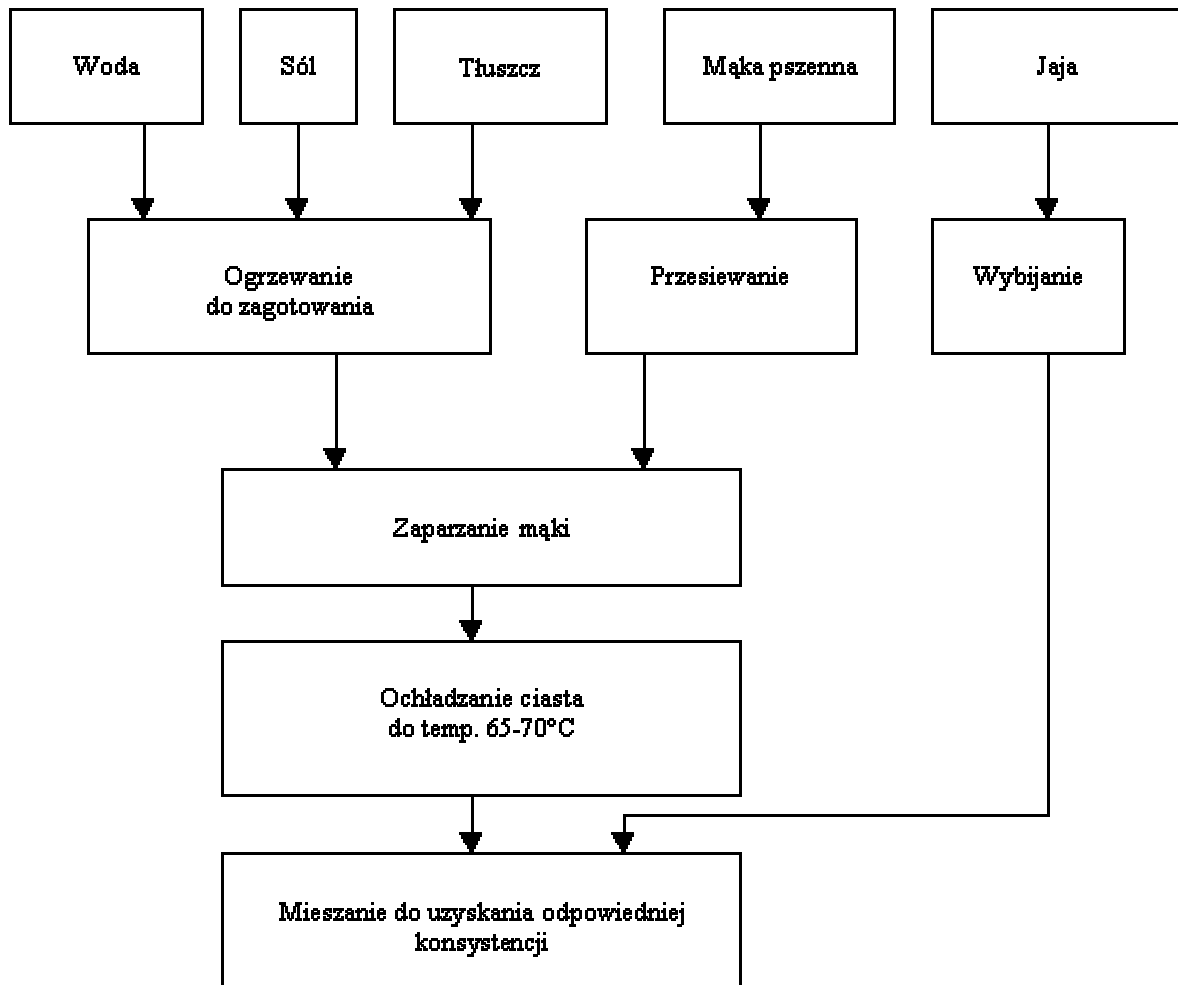 Woda
Sól
Tłuszcz
Mąka pszenna
Jaja
Ogrzewanie
do zagotowania
Przesiewanie
Wybijanie
Zaparzanie mąki
Ochładzanie ciasta
do temp. 65-70°C
Mieszanie do uzyskania odpowiedniej
konsystencji